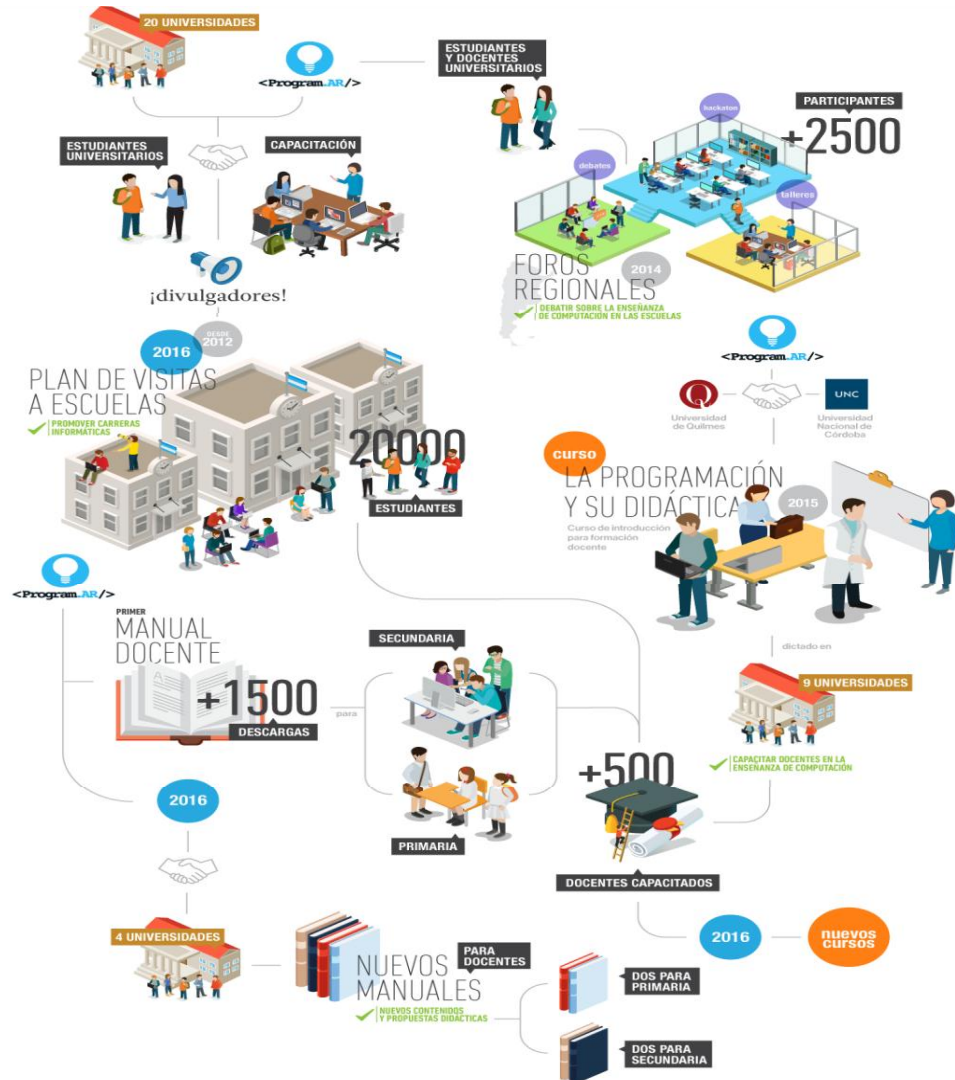 20 UNIVERSIDADES
<Program.AR/>
ESTUDIANTES
Y DOCENTES
UNIVERSITARIOS
hackaton
PARTICIPANTES
+2500
ESTUDIANTES
UNIVERSITARIOS
CAPACITACIÓN
debates
talleres
¡divulgadores!
FOROS
REGIONALES
2014
DEBATIR SOBRE LA ENSEÑANZA
DE COMPUTACIÓN EN LAS ESCUELAS
2016
DESDE
2012
PLAN DE VISITAS
A ESCUELAS
PROMOVER CARRERAS
INFORMÁTICAS
20000
ESTUDIANTES
<Program.AR/>
Universidad
de Quilmes
UNC
Universidad
Nacional de
Córdoba
curso
LA PROGRAMACIÓN
Y SU DIDÁCTICA
2015
Curso de introducción
para formación
docente
dictado en
9 UNIVERSIDADES
CAPACITAR DOCENTES EN LA
ENSEÑANZA DE COMPUTACIÓN
<Program.AR/>
PRIMER
MANUAL
DOCENTE
+1500
DESCARGAS
para
SECUNDARIA
PRIMARIA
+500
DOCENTES CAPACITADOS
2016
nuevos
cursos
2016
4 UNIVERSIDADES
PARA
DOCENTES
NUEVOS
MANUALES
NUEVOS CONTENIDOS
Y PROPUESTAS DIDÁCTICAS
DOS PARA
PRIMARIA
DOS PARA
SECUNDARIA